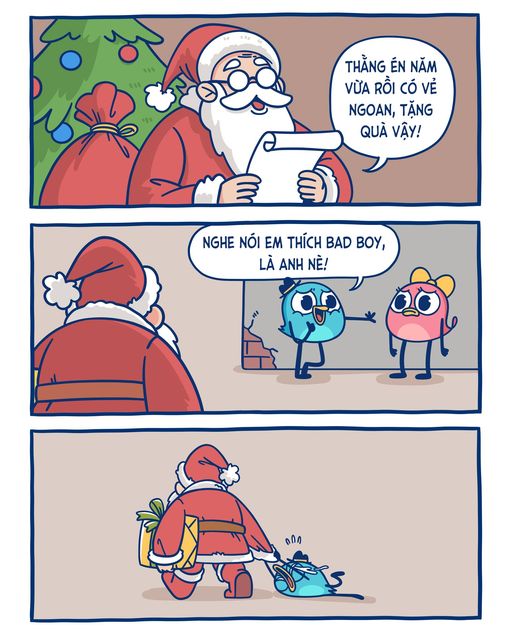 THẰNG ÉN NĂM
VỪA RỒI CÓ VẺ
NGOAN, TẶNG
QUÀ VẬY!
NGHE NÓI EM THÍCH BAD BOY,
LÀ ANH NÈ!